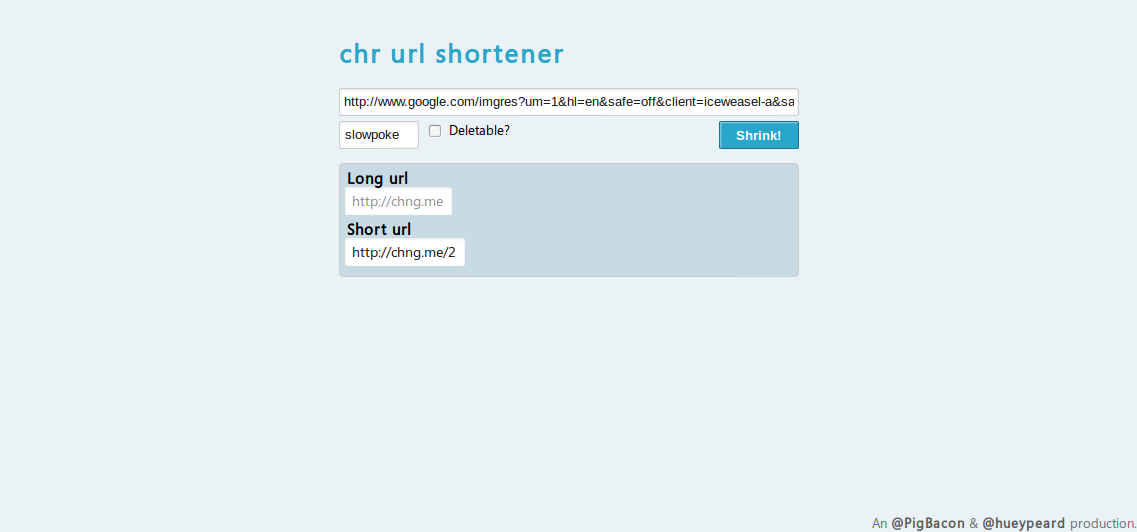 chr url shortener
http://www.google.com/imgres?um=1&hl=en&safe=off&client=iceweasel-a&sa
slowpoke Deletable? Shrink!
Long url
http://chng.me
Short url
http://chng.me/2
An @PigBacon & @hueypeard production.